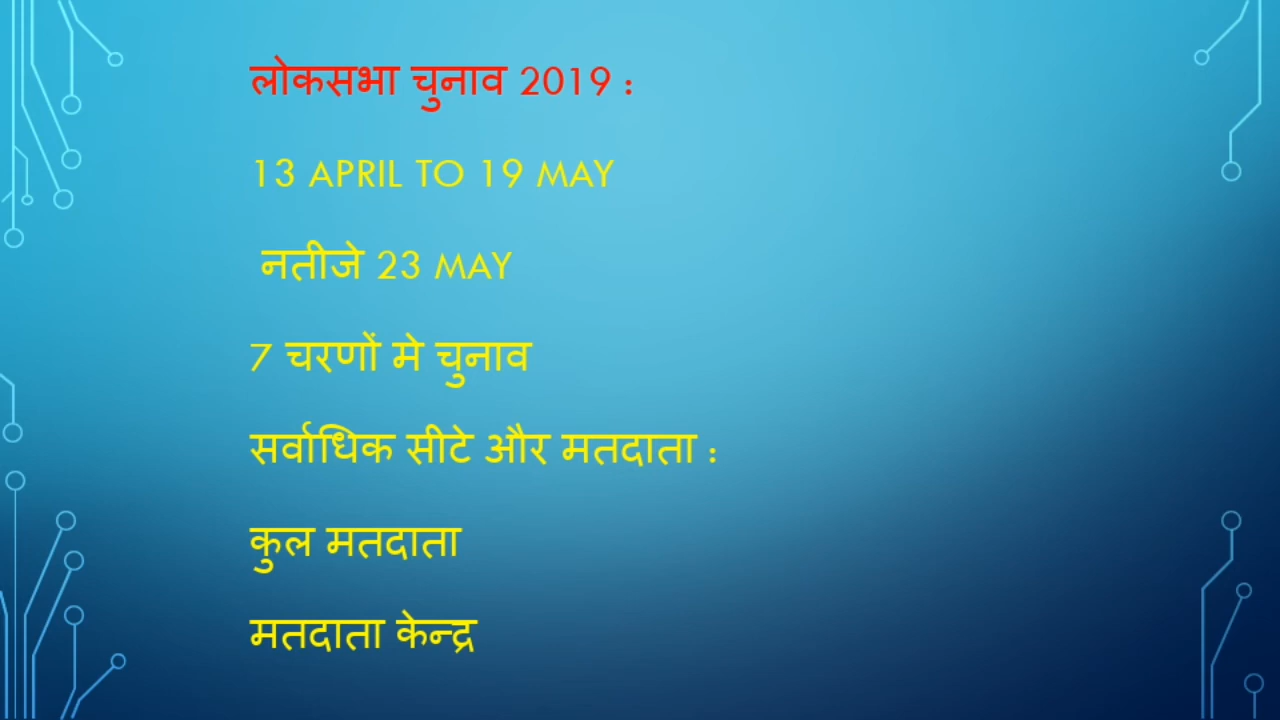 लोकसभा चुनाव 2019 :
13 APRIL TO 19 MAY
नतीजे 23 MAY
7 चरणों मे चुनाव
सर्वाधिक सीटे और मतदाता :
कुल मतदाता
मतदाता केन्द्र